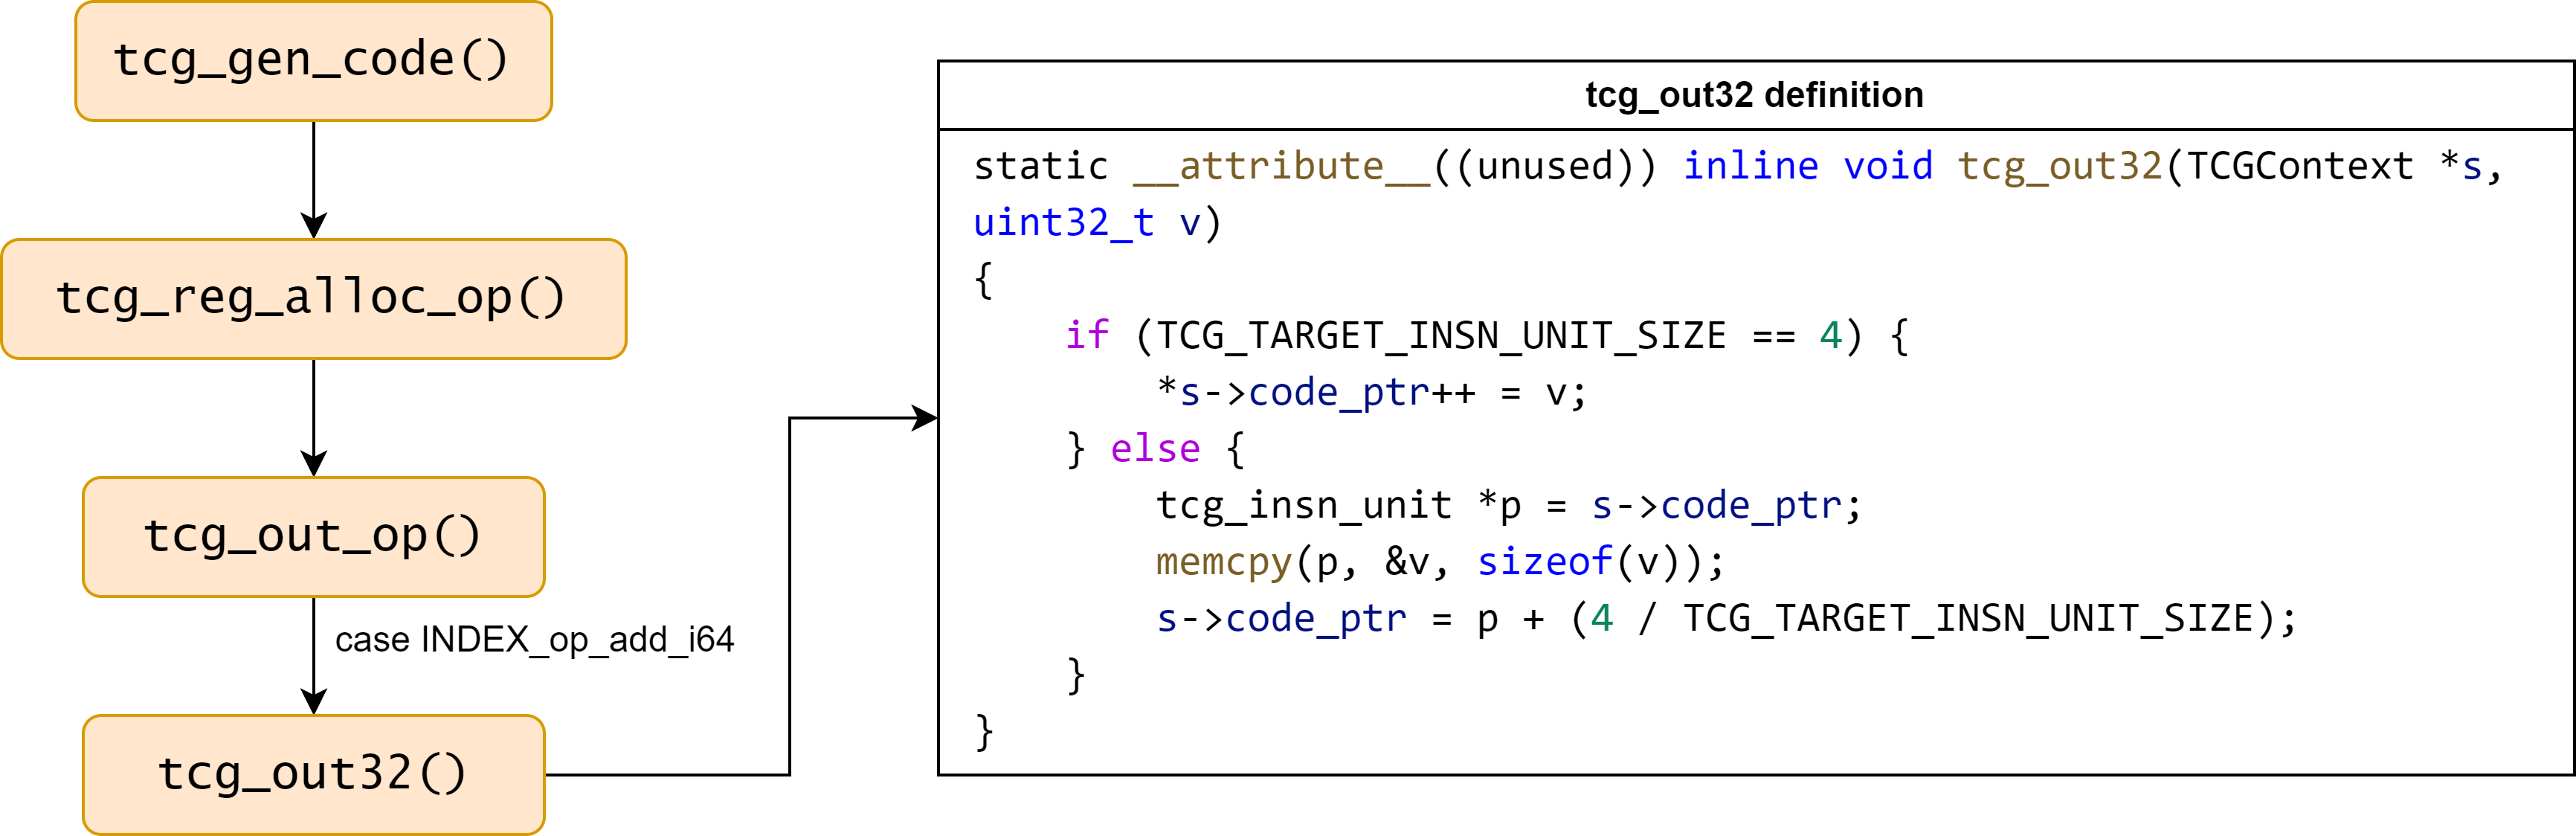 tcg_gen_code()
tcg_reg_alloc_op()
tcg_out_op()
case INDEX_op_add_i64
tcg_out32()
tcg_out32 definition
static __attribute__((unused)) inline void tcg_out32(TCGContext *s,
uint32_t v)
{
    if (TCG_TARGET_INSN_UNIT_SIZE == 4) {
        *s->code_ptr++ = v;
    } else {
        tcg_insn_unit *p = s->code_ptr;
        memcpy(p, &v, sizeof(v));
        s->code_ptr = p + (4 / TCG_TARGET_INSN_UNIT_SIZE);
    }
}